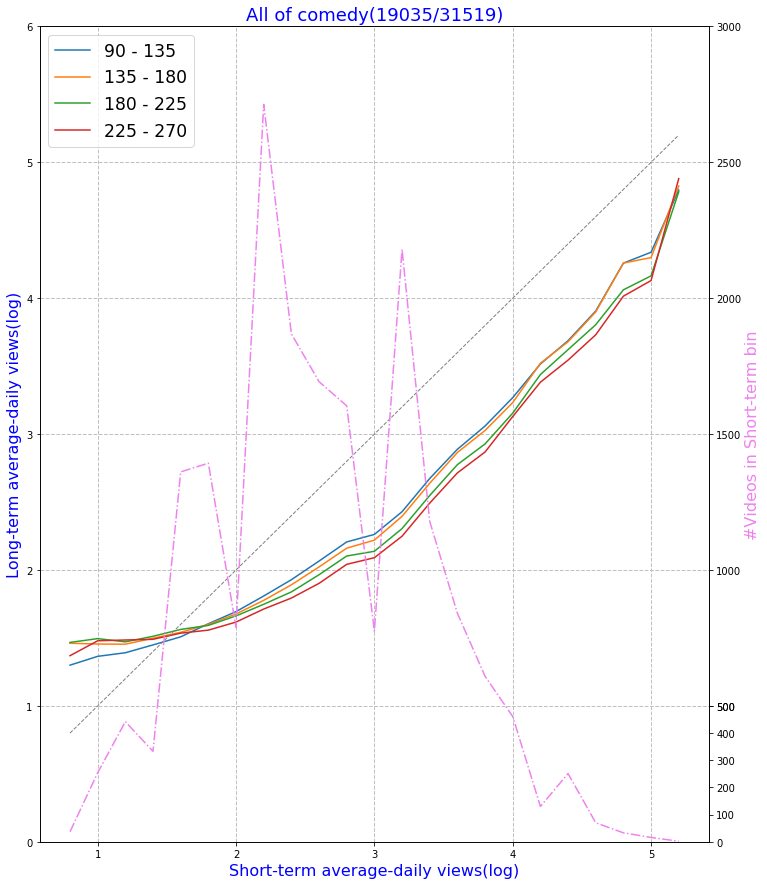 All of comedy(19035/31519)
90 - 135
135 - 180
180 - 225
225 - 270
Long-term average-daily views(log)
6
5
4
3
2
1
0
1 2 3 4 5
Short-term average-daily views(log)
3000
2500
2000
1500
1000
500
400
300
200
100
0
#Videos in Short-term bin